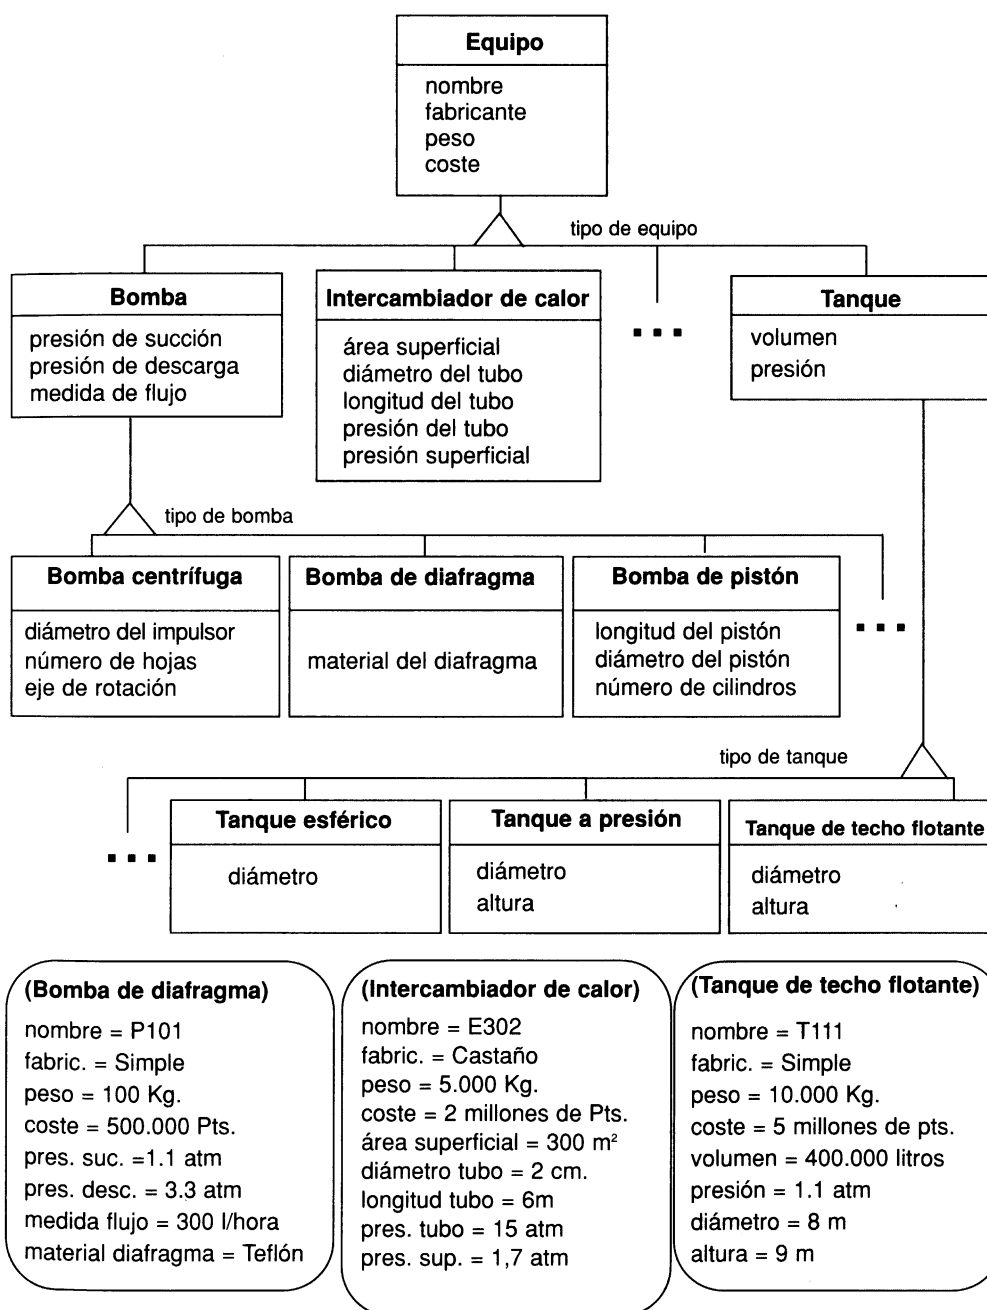 Equipo
nombre
fabricante
peso
coste
tipo de equipo
Bomba
presión de succión
presión de descarga
medida de flujo
Intercambiador de calor
área superficial
diámetro del tubo
longitud del tubo
presión del tubo
presión superficial
Tanque
volumen
presión
tipo de bomba
Bomba centrífuga
diámetro del impulsor
número de hojas
eje de rotación
Bomba de diafragma
material del diafragma
Bomba de pistón
longitud del pistón
diámetro del pistón
número de cilindros
tipo de tanque
Tanque esférico
diámetro
Tanque a presión
diámetro
altura
Tanque de techo flotante
diámetro
altura
(Bomba de diafragma)
nombre = P101
fabric. = Simple
peso = 100 Kg.
coste = 500.000 Pts.
pres. suc. =1.1 atm
pres. desc. = 3.3 atm
medida flujo = 300 l/hora
material diafragma = Teflón
(Intercambiador de calor)
nombre = E302
fabric. = Castaño
peso = 5.000 Kg.
coste = 2 millones de Pts.
área superficial = 300 m²
diámetro tubo = 2 cm.
longitud tubo = 6m
pres. tubo = 15 atm
pres. sup. = 1,7 atm
(Tanque de techo flotante)
nombre = T111
fabric. = Simple
peso = 10.000 Kg.
coste = 5 millones de pts.
volumen = 400.000 litros
presión = 1.1 atm
diámetro = 8 m
altura = 9 m